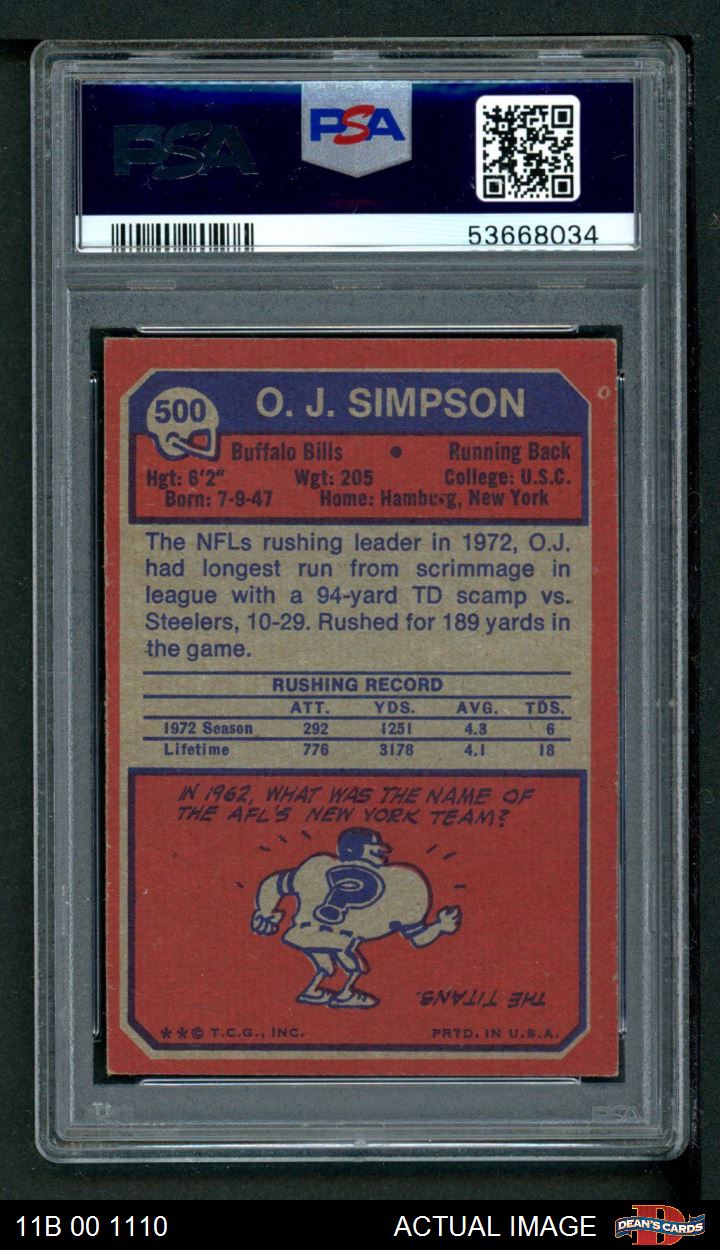 PSA
PSA
53668034
500
O. J. SIMPSON
Buffalo Bills • Running Back
Hgt: 6'2" Wgt: 205 College: U.S.C.
Born: 7-9-47 Home: Hamburg, New York
The NFLs rushing leader in 1972, O.J.
had longest run from scrimmage in
league with a 94-yard TD scamp vs.
Steelers, 10-29. Rushed for 189 yards in
the game.
RUSHING RECORD
ATT. YDS. AVG. TDS.
1972 Season 292 1251 4.3 6
Lifetime 776 3178 4.1 18
IN 1962, WHAT WAS THE NAME OF
THE AFL'S NEW YORK TEAM?
?
THE TITANS.
**© T.C.G., INC. PRTD. IN U.S.A.
PSA
11B 00 1110 ACTUAL IMAGE DEAN'S CARDS